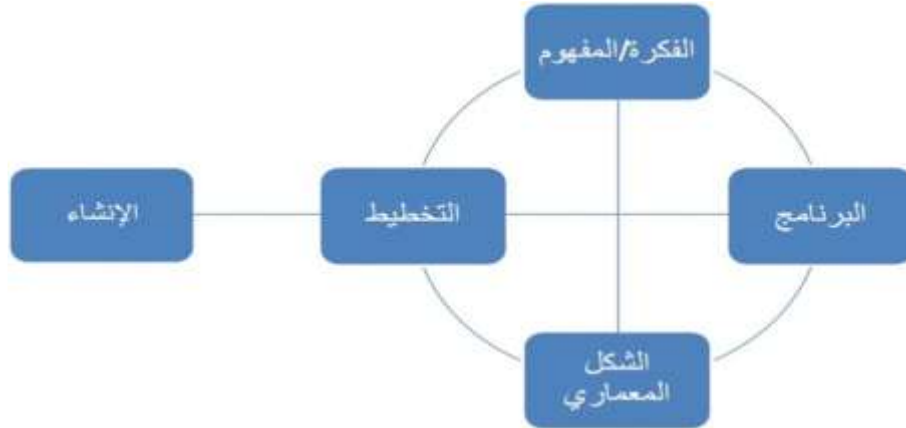 الفكرة/المفهوم
البرنامج
التخطيط
الإنشاء
الشكل
المعماري